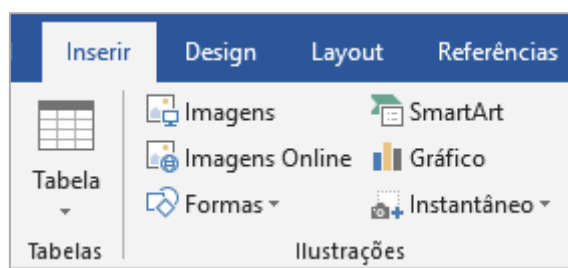 Inserir Design Layout Referências
Imagens SmartArt
Imagens Online Gráfico
Tabela
Formas Instantâneo
Tabelas Ilustrações